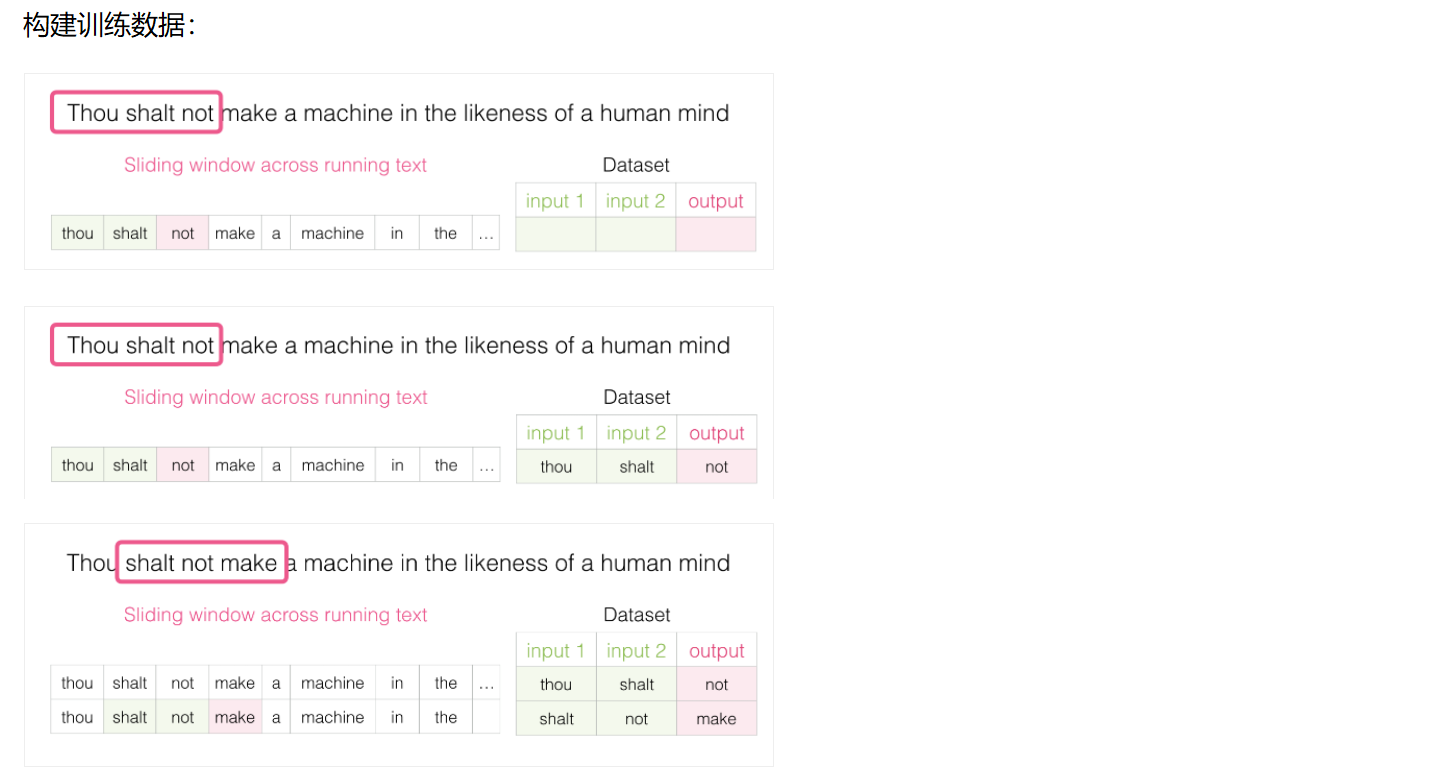 构建训练数据：
Thou shalt not make a machine in the likeness of a human mind
Sliding window across running text
Dataset
input 1 input 2 output
thou shalt not make a machine in the ...
Thou shalt not make a machine in the likeness of a human mind
Sliding window across running text
Dataset
input 1 input 2 output
thou shalt not make a machine in the ...
thou shalt not
Thou shalt not make a machine in the likeness of a human mind
Sliding window across running text
Dataset
input 1 input 2 output
thou shalt not make a machine in the ...
thou shalt not
thou shalt not make a machine in the
shalt not make